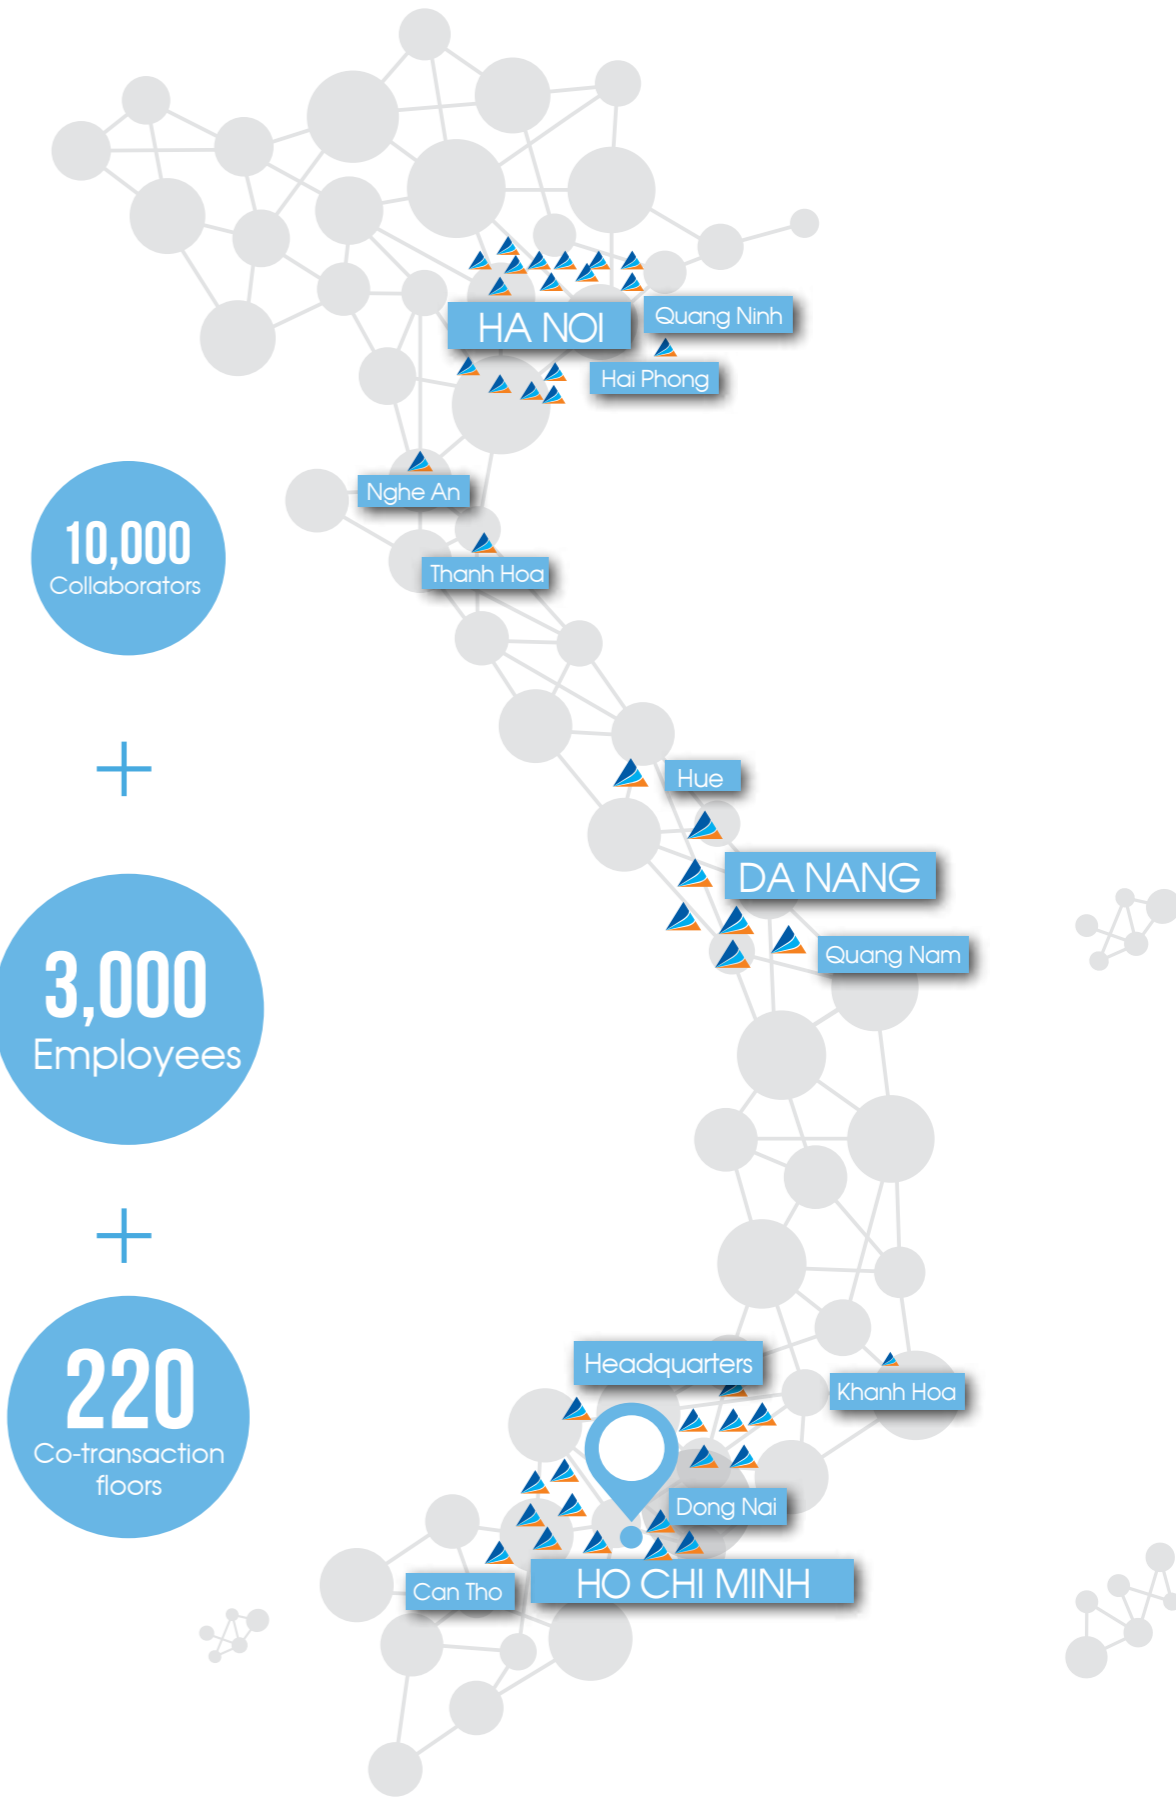 HA NOI
Quang Ninh
Hai Phong
Nghe An
Thanh Hoa
10,000
Collaborators
Hue
DA NANG
Quang Nam
3,000
Employees
220
Co-transaction
floors
Headquarters
Khanh Hoa
Dong Nai
HO CHI MINH
Can Tho